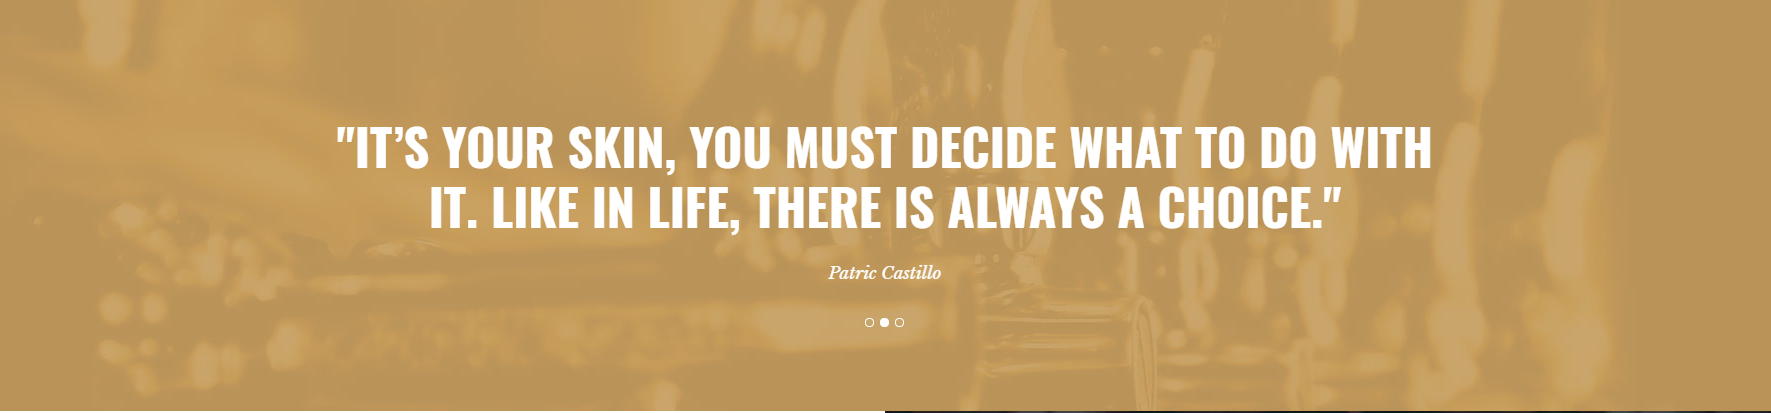 "IT’S YOUR SKIN, YOU MUST DECIDE WHAT TO DO WITH
IT. LIKE IN LIFE, THERE IS ALWAYS A CHOICE."
Patric Castillo